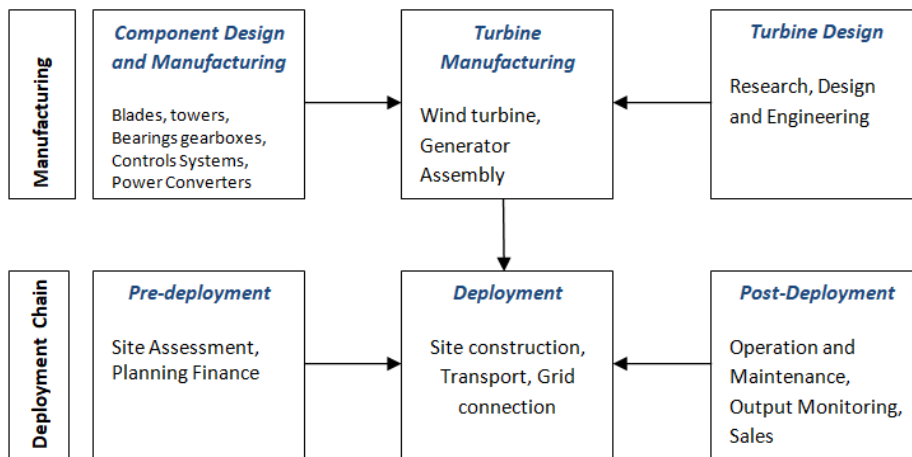 Manufacturing
Component Design
and Manufacturing
Blades, towers,
Bearings gearboxes,
Controls Systems,
Power Converters
Turbine
Manufacturing
Wind turbine,
Generator
Assembly
Turbine Design
Research, Design
and Engineering
Deployment Chain
Pre-deployment
Site Assessment,
Planning Finance
Deployment
Site construction,
Transport, Grid
connection
Post-Deployment
Operation and
Maintenance,
Output Monitoring,
Sales